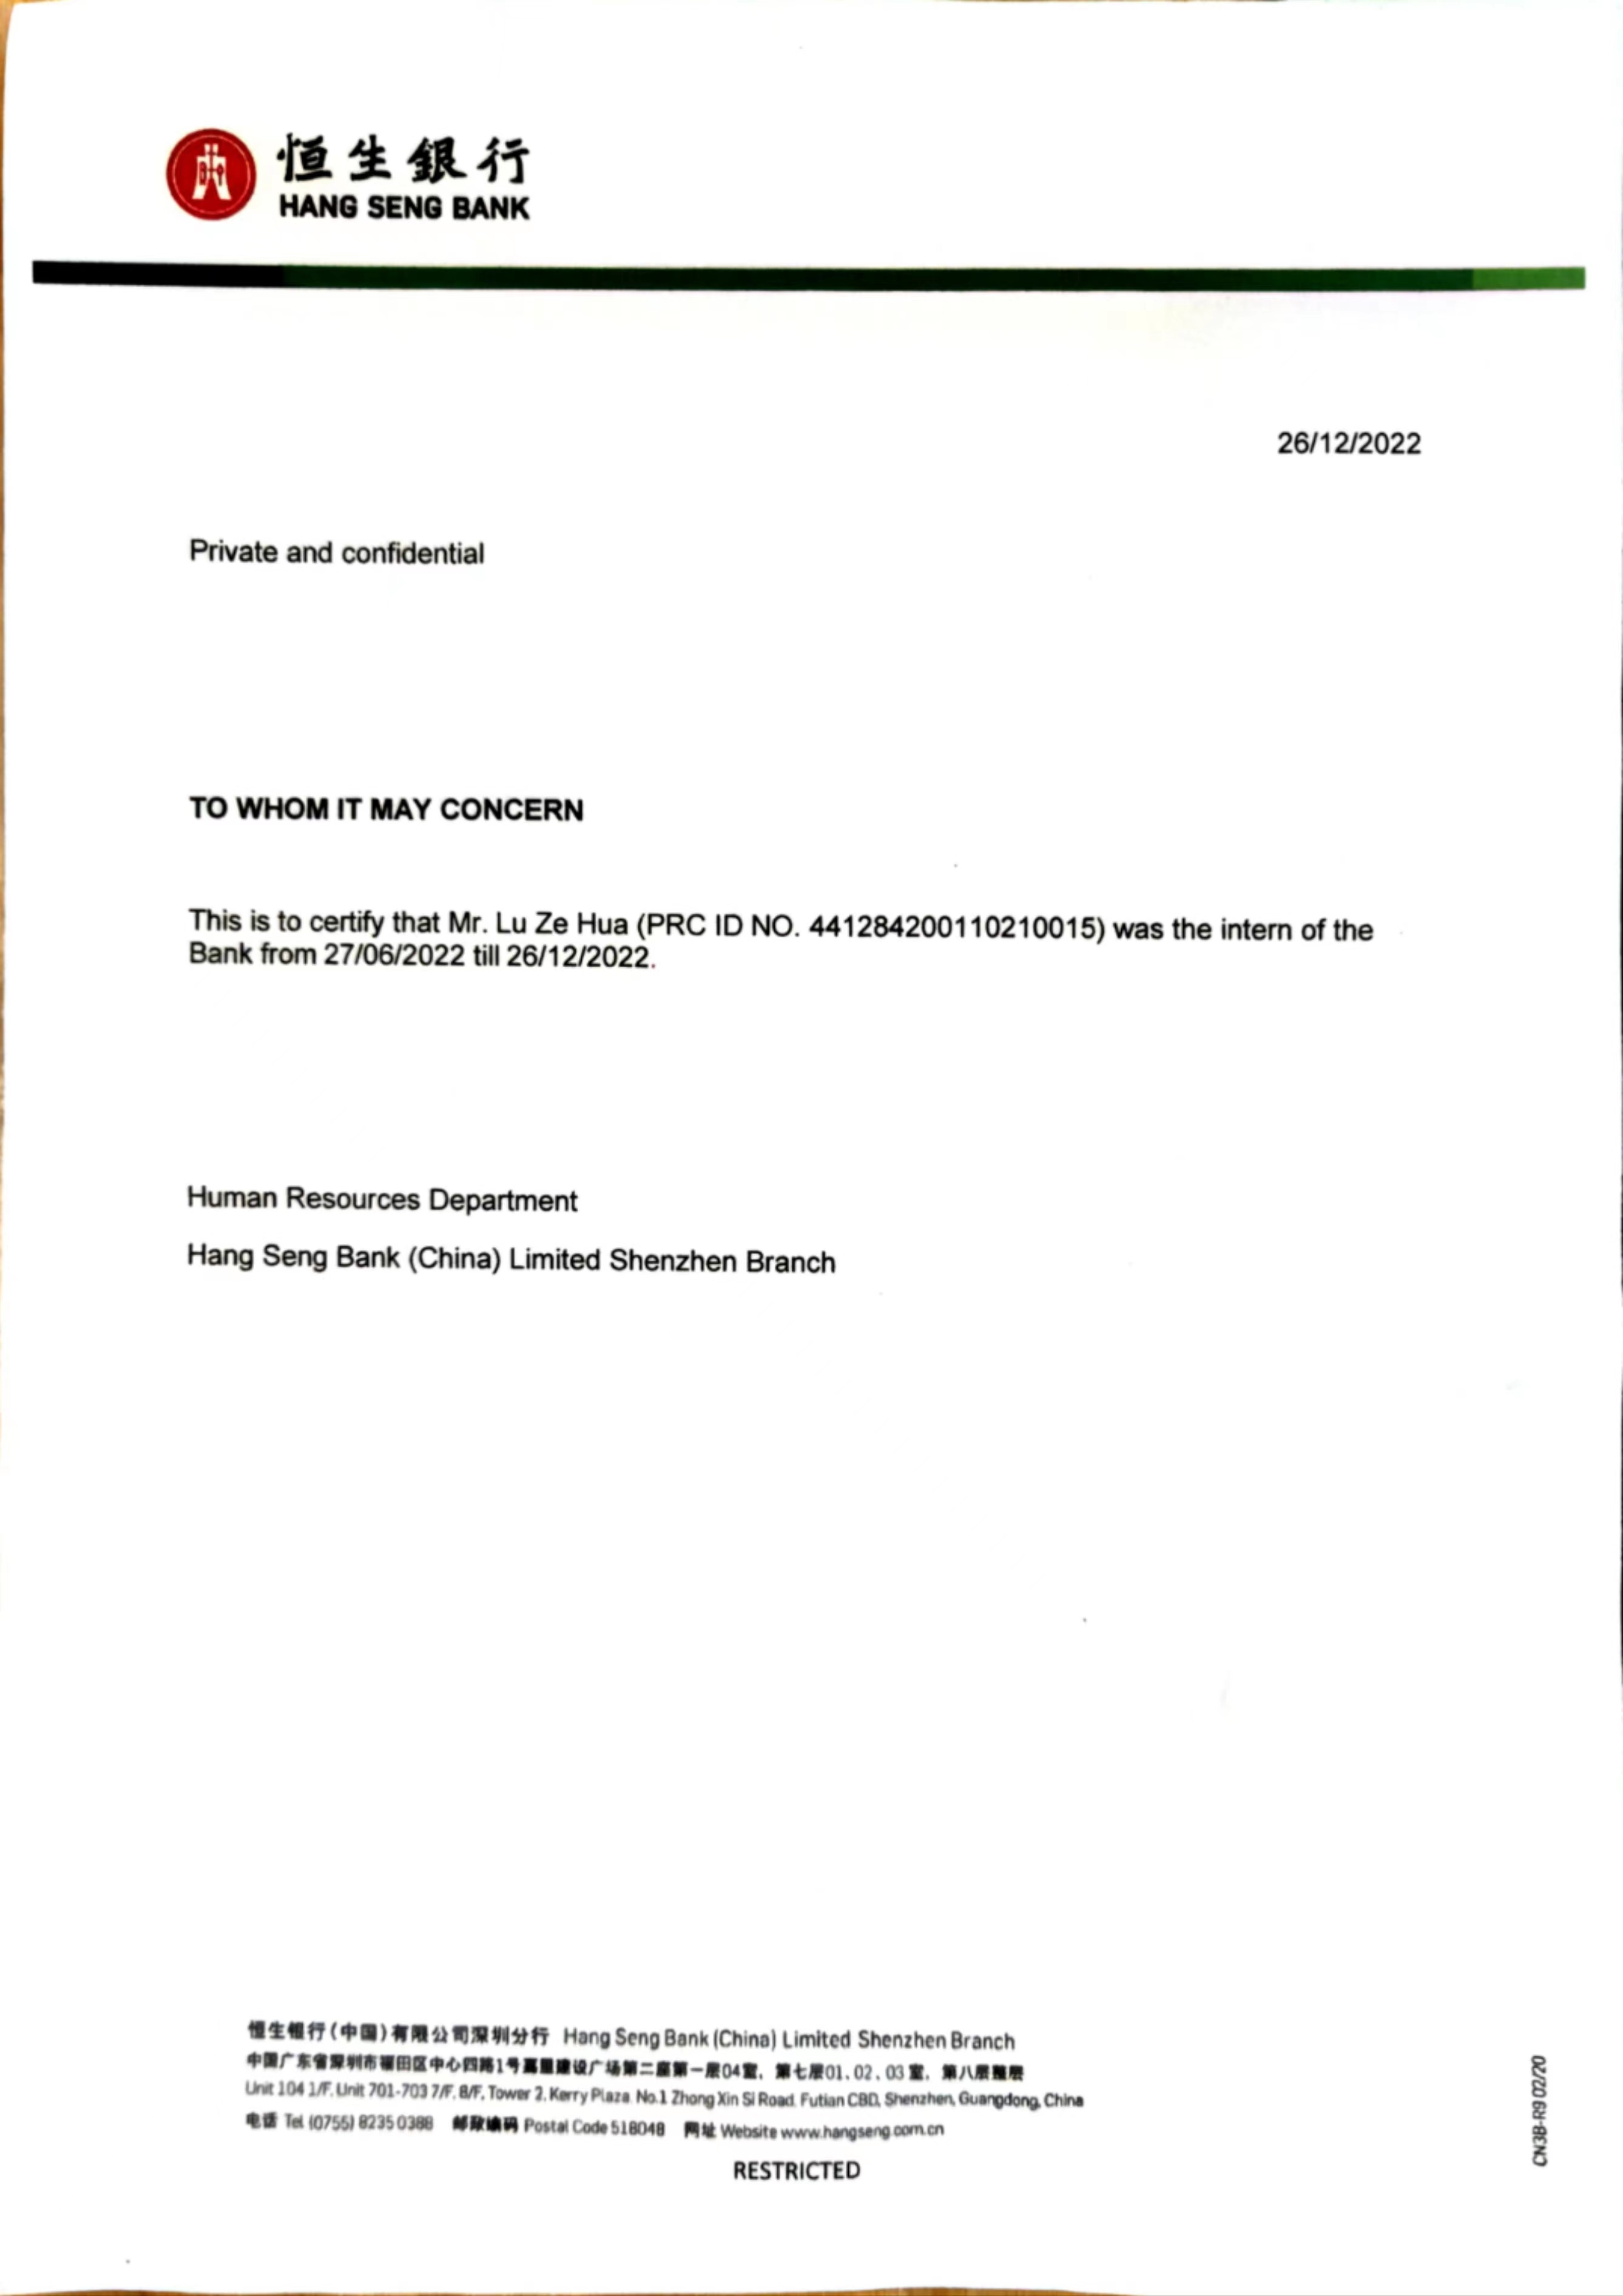 恒生銀行
HANG SENG BANK
26/12/2022
Private and confidential
TO WHOM IT MAY CONCERN
This is to certify that Mr. Lu Ze Hua (PRC ID NO. 441284200110210015) was the intern of the
Bank from 27/06/2022 till 26/12/2022.
Human Resources Department
Hang Seng Bank (China) Limited Shenzhen Branch
恒生银行(中国)有限公司深圳分行 Hang Seng Bank (China) Limited Shenzhen Branch
中国广东省深圳市福田区中心四路1号嘉里建设广场第二座第一层04室，第七层01、02、03室，第八层整层
Unit 104 1/F, Unit 701-703 7/F, 8/F, Tower 2, Kerry Plaza, No.1 Zhong Xin Si Road, Futian CBD, Shenzhen, Guangdong, China
电话 Tel (0755) 8235 0388 邮政编码 Postal Code 518048 网址 Website www.hangseng.com.cn
RESTRICTED
CN3B-R9 02/20